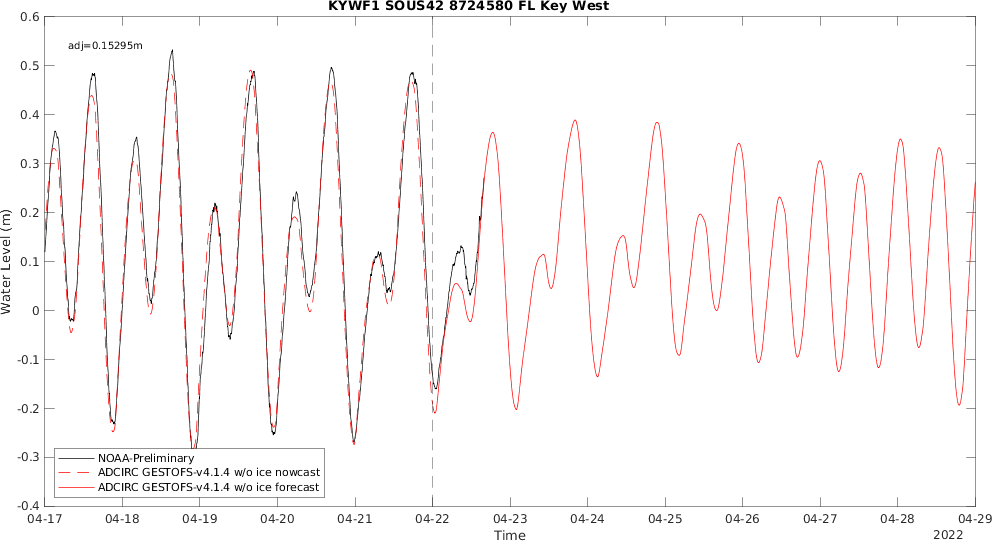 KYWF1 SOUS42 8724580 FL Key West
adj=0.15295m
Water Level (m)
0.6
0.5
0.4
0.3
0.2
0.1
0
-0.1
-0.2
-0.3
-0.4
NOAA-Preliminary
ADCIRC GESTOFS-v4.1.4 w/o ice nowcast
ADCIRC GESTOFS-v4.1.4 w/o ice forecast
04-17 04-18 04-19 04-20 04-21 04-22 04-23 04-24 04-25 04-26 04-27 04-28 04-29
Time
2022